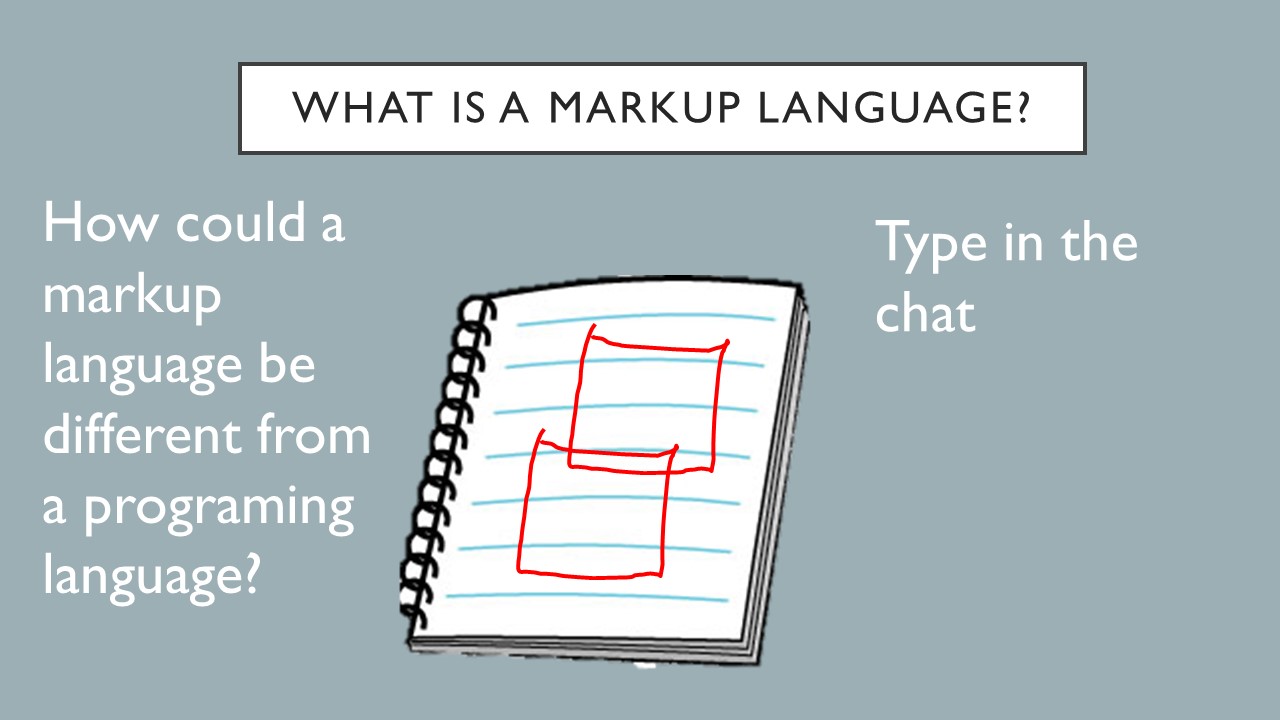 WHAT IS A MARKUP LANGUAGE?
How could a
markup
language be
different from
a programing
language?
Type in the
chat